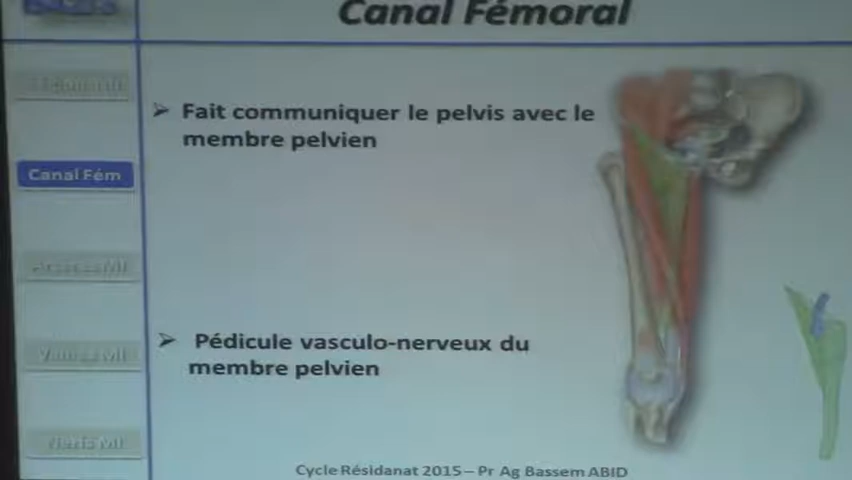 Canal Fémoral
➢ Fait communiquer le pelvis avec le
membre pelvien
Canal Fém
➢ Pédicule vasculo-nerveux du
membre pelvien
Cycle Résidanat 2015 – Pr Ag Bassem ABID